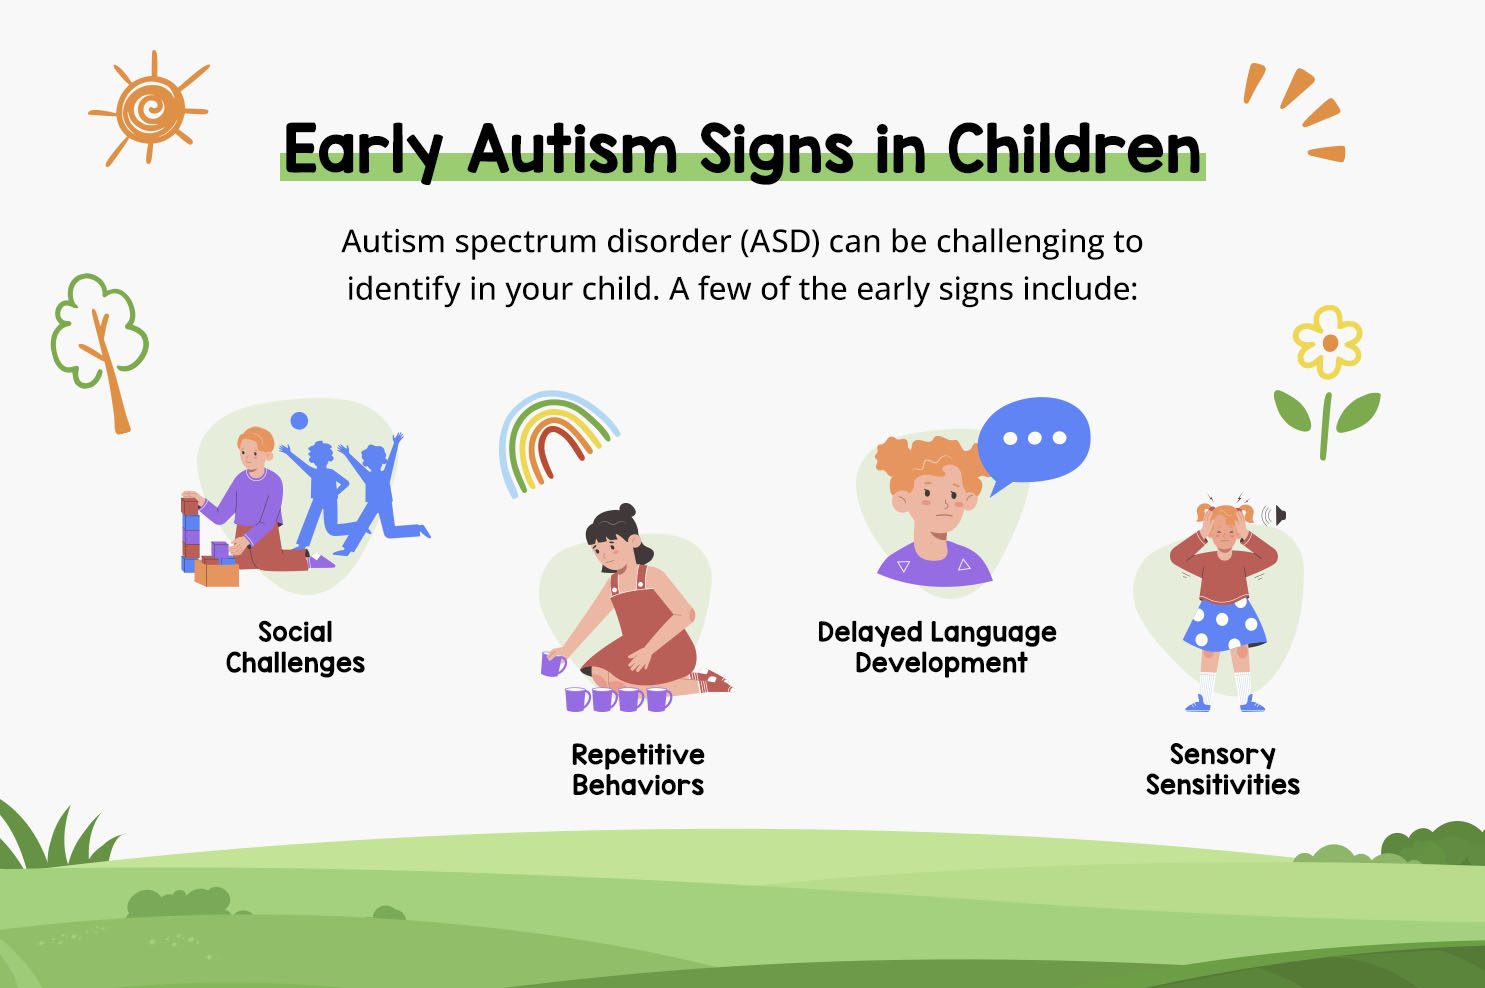 Early Autism Signs in Children
Autism spectrum disorder (ASD) can be challenging to
identify in your child. A few of the early signs include:
Social
Challenges
Repetitive
Behaviors
Delayed Language
Development
Sensory
Sensitivities